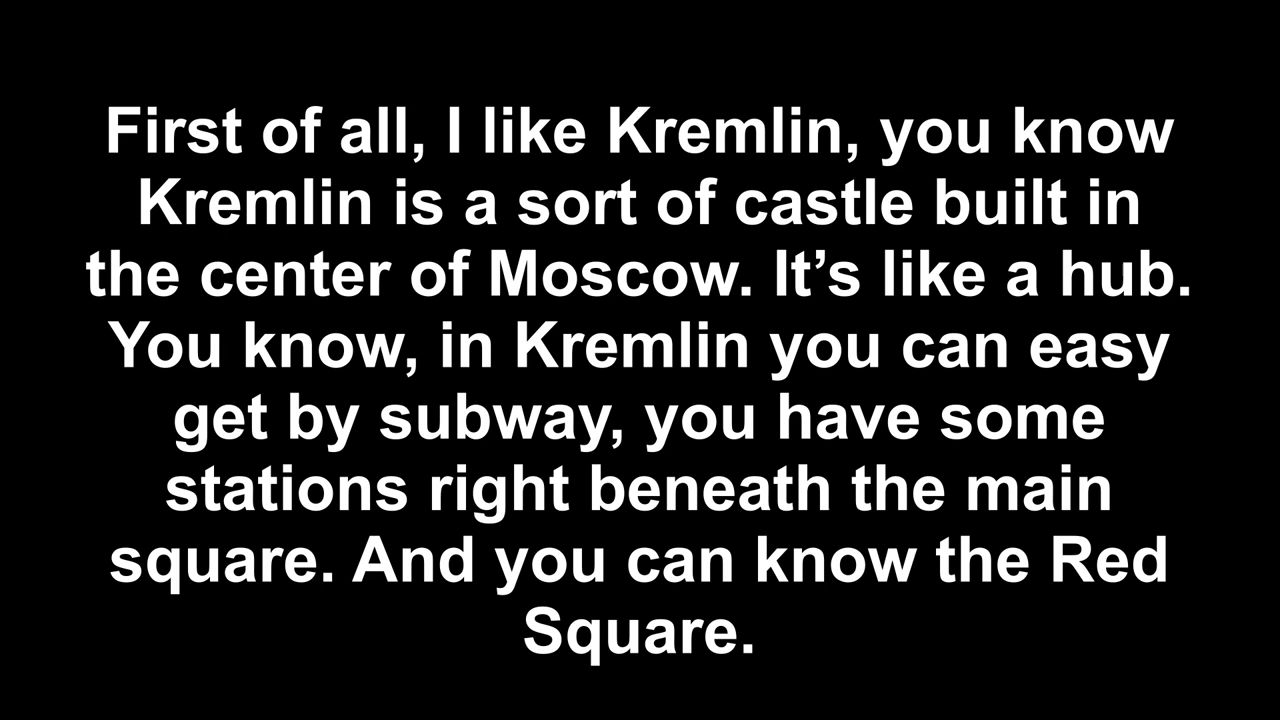 First of all, I like Kremlin, you know
Kremlin is a sort of castle built in
the center of Moscow. It’s like a hub.
You know, in Kremlin you can easy
get by subway, you have some
stations right beneath the main
square. And you can know the Red
Square.